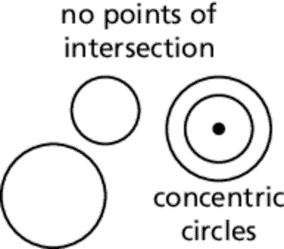 no points of
intersection
concentric
circles